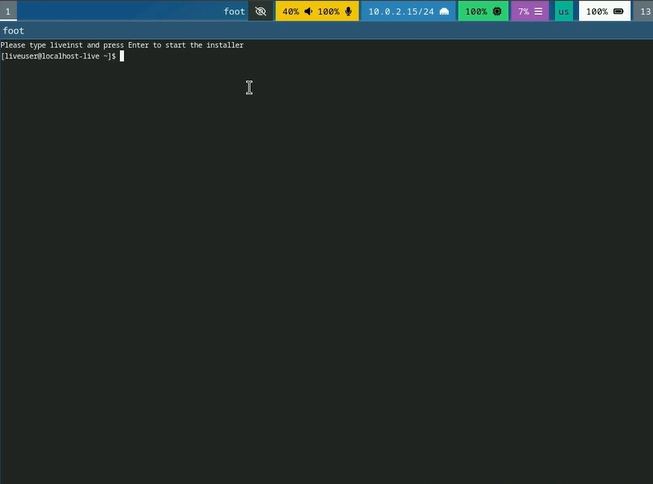 1 foot 40% 100% 10.0.2.15/24 100% 7% us 100% 13
foot
Please type liveinst and press Enter to start the installer
[liveuser@localhost-live ~]$